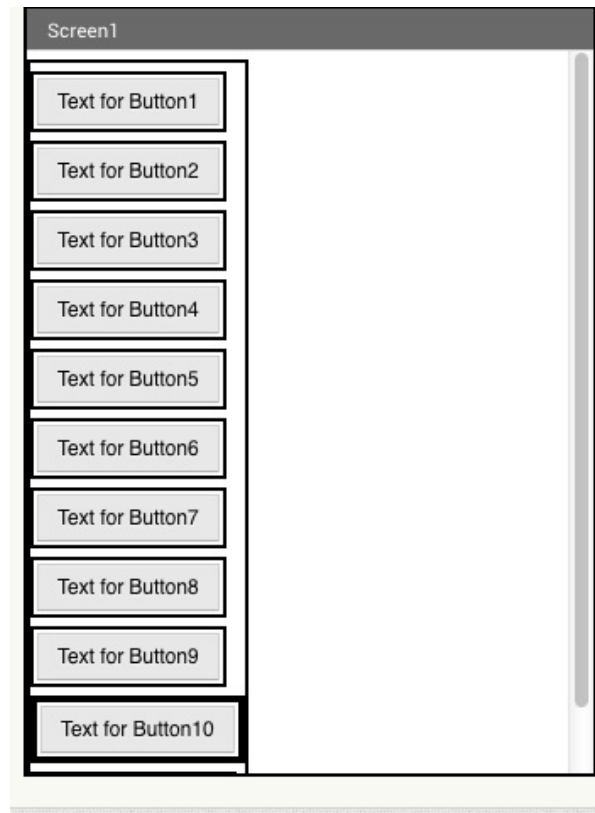 Screen1
Text for Button1
Text for Button2
Text for Button3
Text for Button4
Text for Button5
Text for Button6
Text for Button7
Text for Button8
Text for Button9
Text for Button10